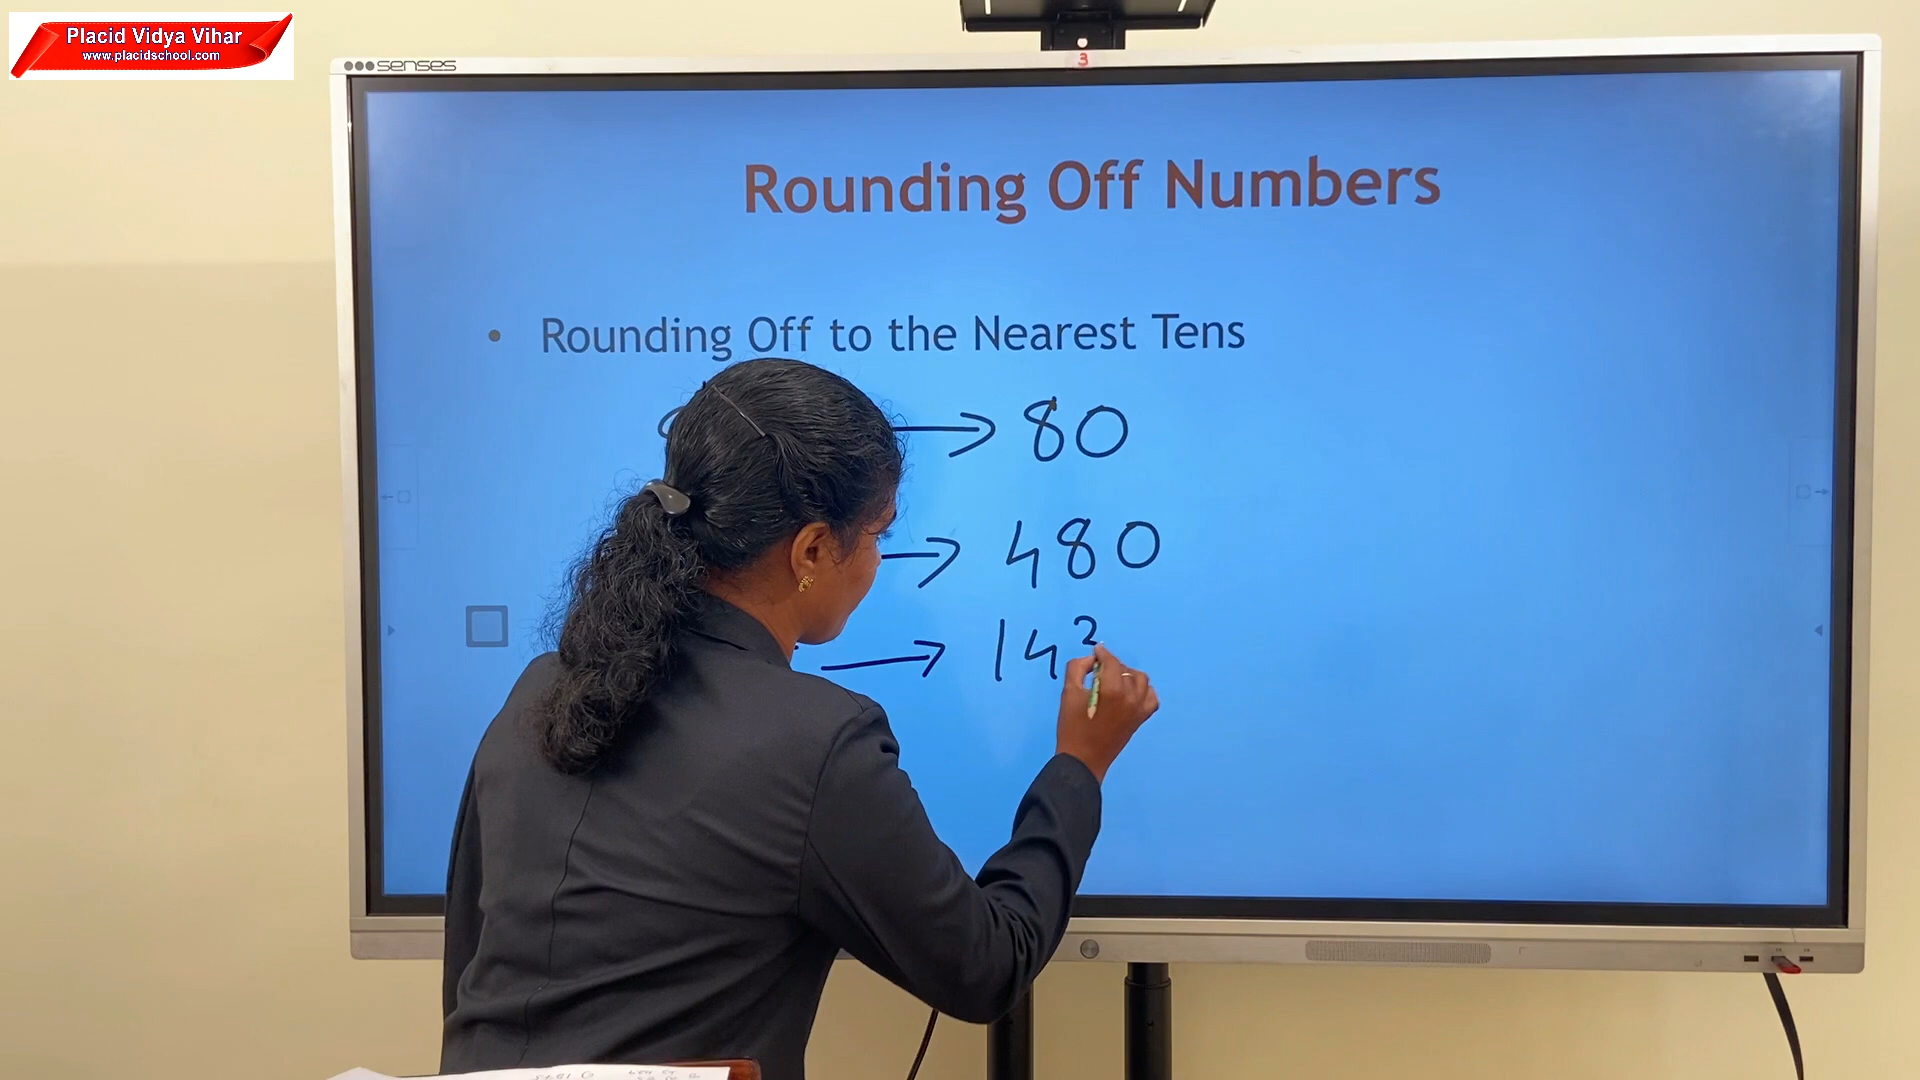 Placid Vidya Vihar
www.placidschool.com
senses
3
Rounding Off Numbers
• Rounding Off to the Nearest Tens
→ 80
→ 480
→ 14